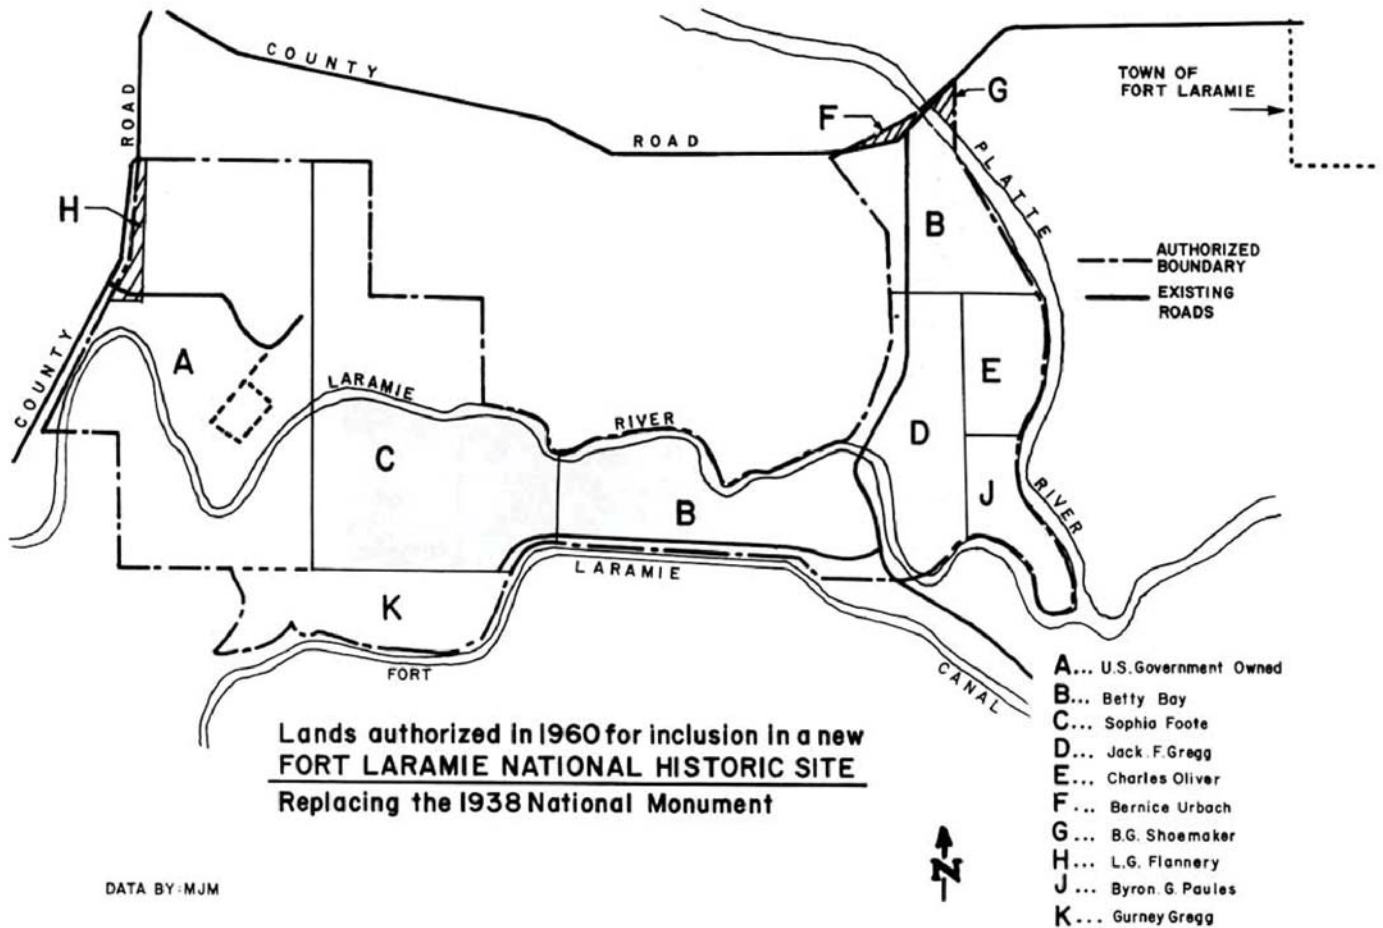 COUNTY
ROAD
COUNTY
ROAD
TOWN OF
FORT LARAMIE
G
F
PLATTE
H
B
AUTHORIZED
BOUNDARY
EXISTING
ROADS
COUNTY
A
LARAMIE
RIVER
E
D
C
J
RIVER
B
LARAMIE
K
FORT
CANAL
Lands authorized in 1960 for inclusion in a new
FORT LARAMIE NATIONAL HISTORIC SITE
Replacing the 1938 National Monument
N
DATA BY: MJM
A... U.S. Government Owned
B... Betty Bay
C... Sophia Foote
D... Jack. F. Gregg
E... Charles Oliver
F... Bernice Urbach
G... B.G. Shoemaker
H... L.G. Flannery
J... Byron. G. Paules
K... Gurney Gregg